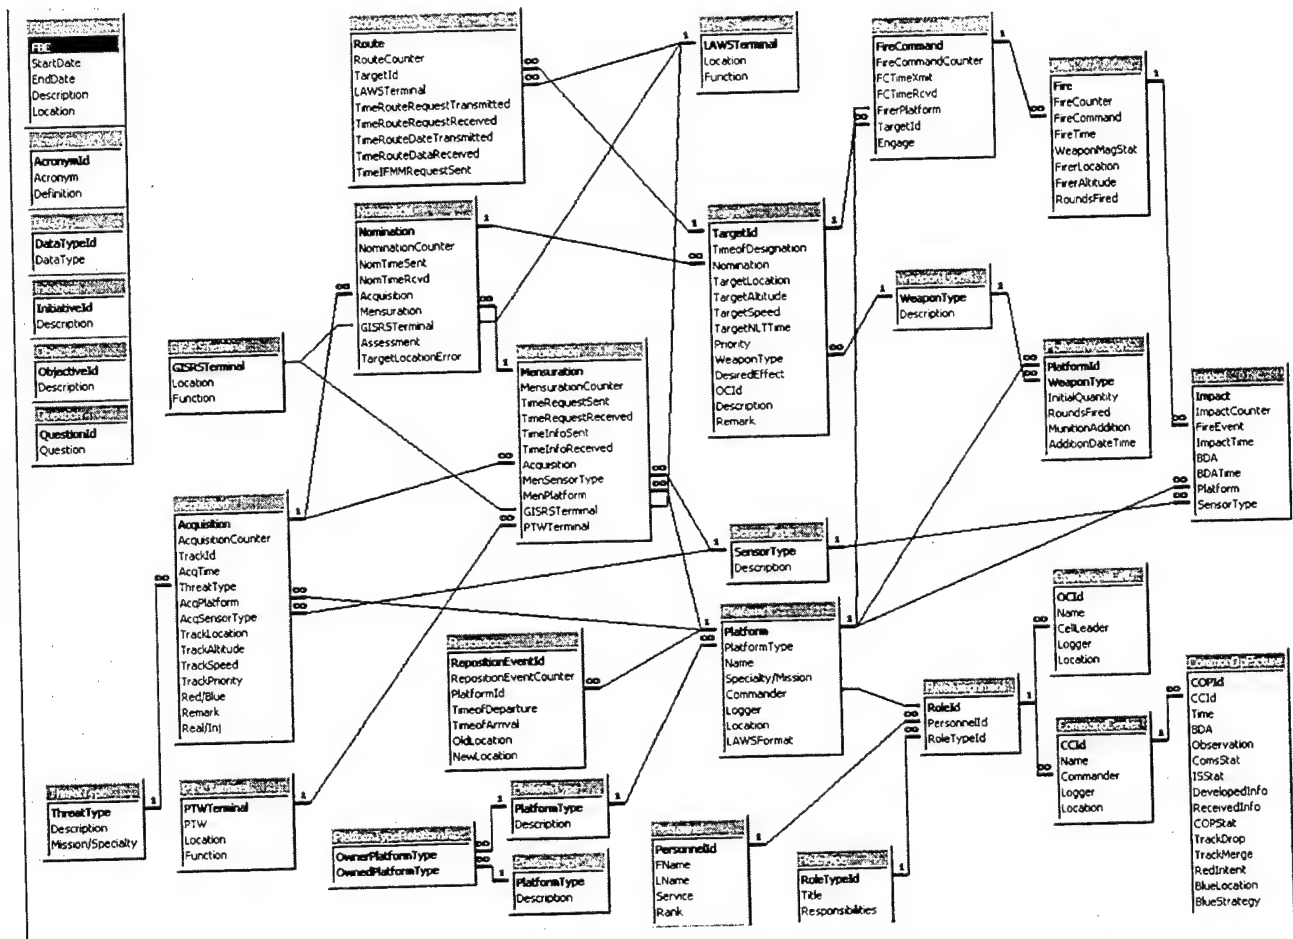 FBE
StartDate
EndDate
Description
Location
AcronymId
Acronym
Definition
DataTypeId
DataType
InitiativeId
Description
ObjectiveId
Description
QuestionId
Question
Route
RouteCounter
TargetId
LAWSTerminal
TimeRouteRequestTransmitted
TimeRouteRequestReceived
TimeRouteDateTransmitted
TimeRouteDataReceived
TimeIFMMRequestSent
LAWSTerminal
Location
Function
FireCommand
FireCommandCounter
FCTimeXmit
FCTimeRcvd
FirerPlatform
TargetId
Engage
Fire
FireCounter
FireCommand
FireTime
WeaponMagStat
FirerLocation
FirerAltitude
RoundsFired
Nomination
NominationCounter
NomTimeSent
NomTimeRcvd
Acquisition
Mensuration
GISRSTerminal
Assessment
TargetLocationError
TargetId
TimeofDesignation
Nomination
TargetLocation
TargetAltitude
TargetSpeed
TargetNLTTime
Priority
WeaponType
DesiredEffect
OCId
Description
Remark
WeaponType
Description
PlatformId
WeaponType
InitialQuantity
RoundsFired
MunitionAddition
AdditionDateTime
Impact
ImpactCounter
FireEvent
ImpactTime
BDA
BDATime
Platform
SensorType
GISRSTerminal
Location
Function
Mensuration
MensurationCounter
TimeRequestSent
TimeRequestReceived
TimeInfoSent
TimeInfoReceived
Acquisition
MenSensorType
MenPlatform
GISRSTerminal
PTWTerminal
Acquisition
AcquisitionCounter
TrackId
AcqTime
ThreatType
AcqPlatform
AcqSensorType
TrackLocation
TrackAltitude
TrackSpeed
TrackPriority
Red/Blue
Remark
Real/Inj
SensorType
Description
Platform
PlatformType
Name
Specialty/Mission
Commander
Logger
Location
LAWSFormat
RepositionEventId
RepositionEventCounter
PlatformId
TimeofDeparture
TimeofArrival
OldLocation
NewLocation
OCId
Name
CellLeader
Logger
Location
RoleId
PersonnelId
RoleTypeId
CCId
Name
Commander
Logger
Location
CommonOpPicture
COPId
CCId
Time
BDA
Observation
ComsStat
ISStat
DevelopedInfo
ReceivedInfo
COPStat
TrackDrop
TrackMerge
RedIntent
BlueLocation
BlueStrategy
ThreatType
ThreatType
Description
Mission/Specialty
PTWTerminal
PTW
Location
Function
OwnerPlatformType
OwnedPlatformType
PlatformType
Description
PlatformType
Description
PersonnelId
FName
LName
Service
Rank
RoleTypeId
Title
Responsibilities